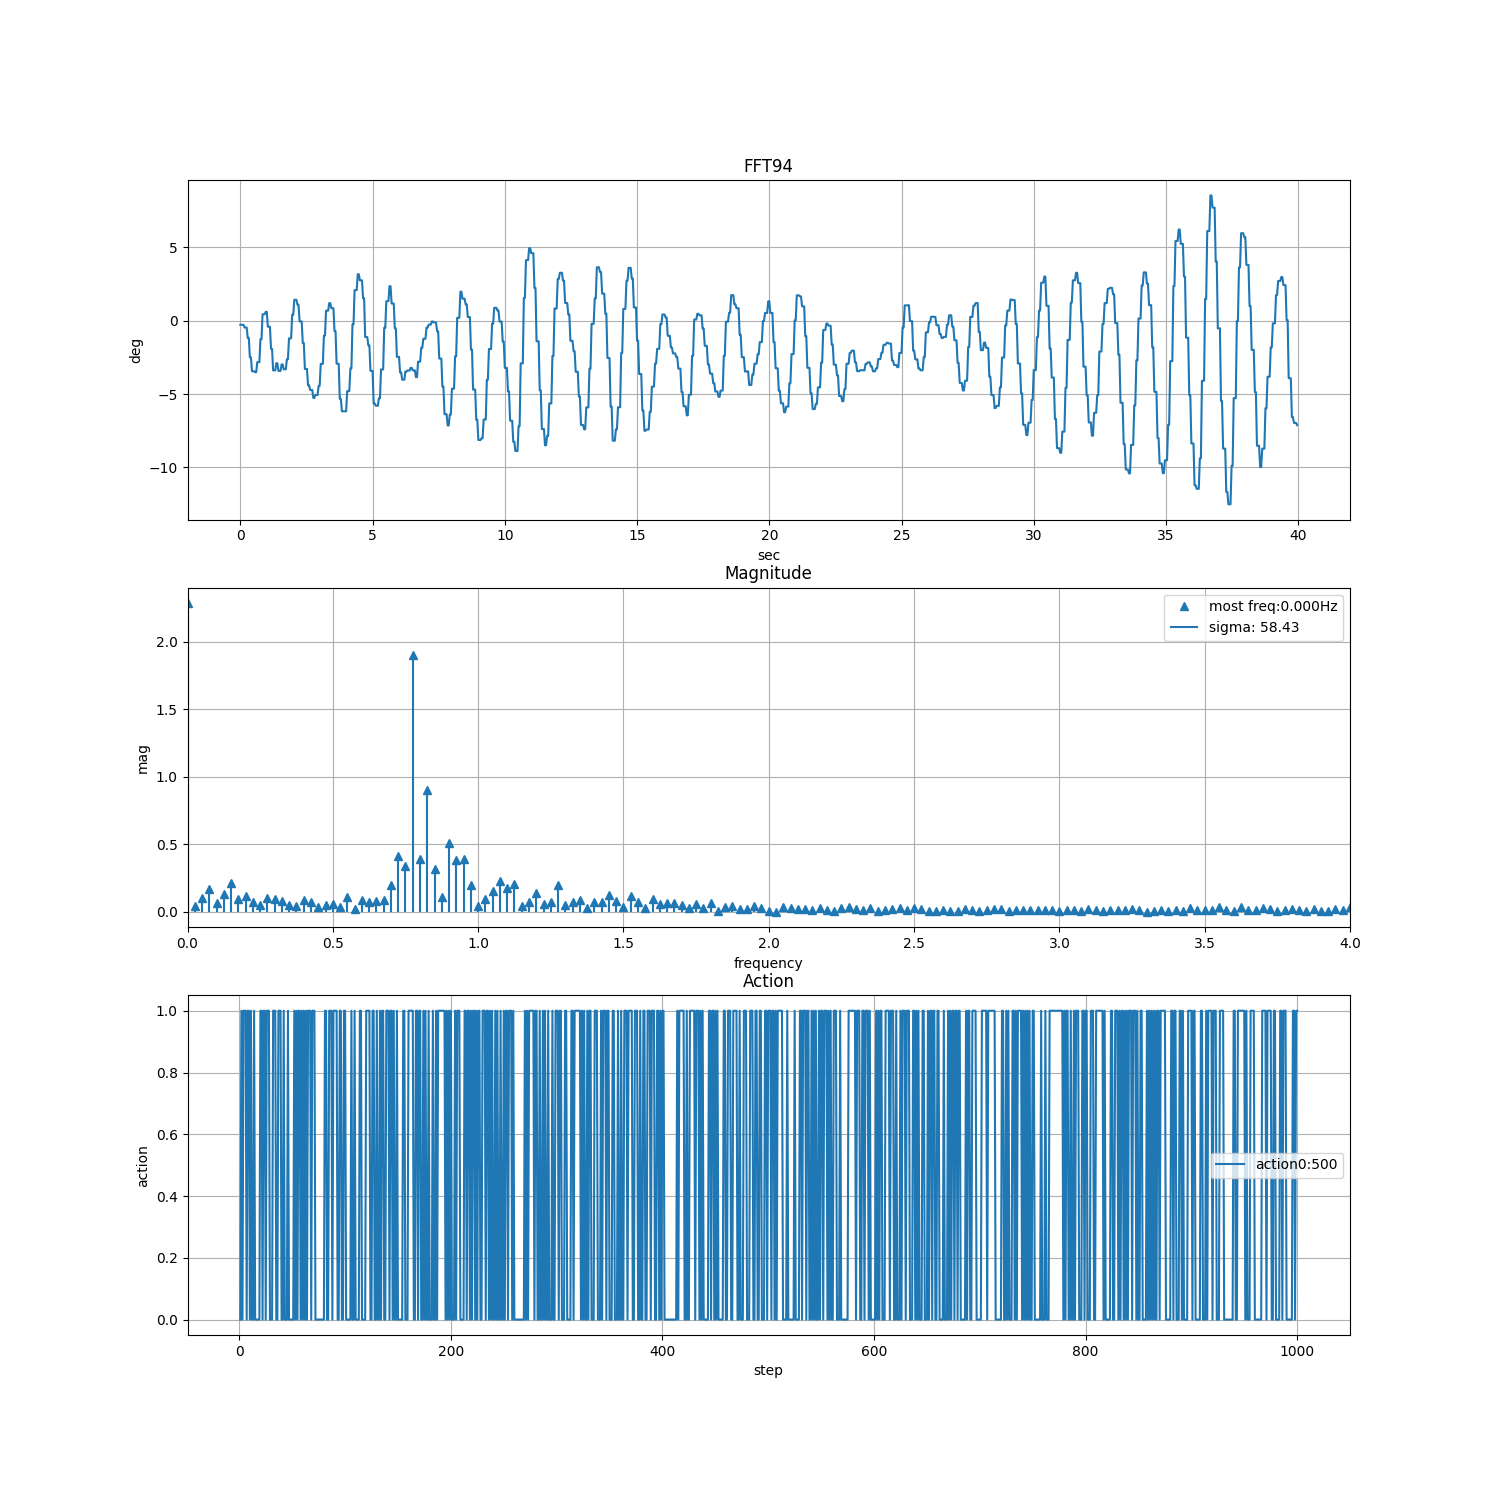 FFT94
deg
5
0
−5
−10
0 5 10 15 20 25 30 35 40
sec
Magnitude
mag
2.0
1.5
1.0
0.5
0.0
most freq:0.000Hz
sigma: 58.43
0.0 0.5 1.0 1.5 2.0 2.5 3.0 3.5 4.0
frequency
Action
action
1.0
0.8
0.6
0.4
0.2
0.0
action0:500
0 200 400 600 800 1000
step